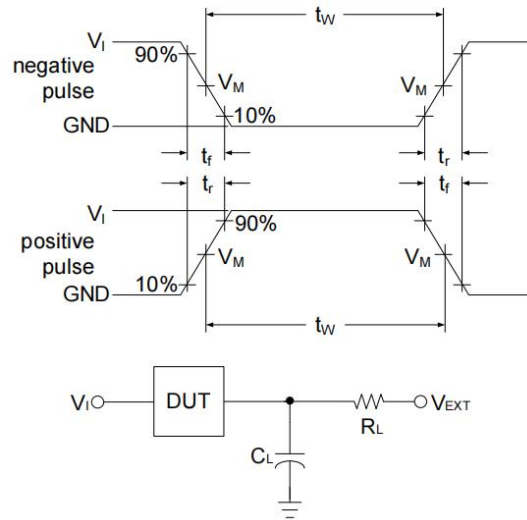 tW
VI
90%
negative
pulse
VM
VM
10%
GND
tf
tr
tr
tf
VI
90%
positive
pulse
VM
VM
10%
GND
tW
VI
DUT
VEXT
RL
CL